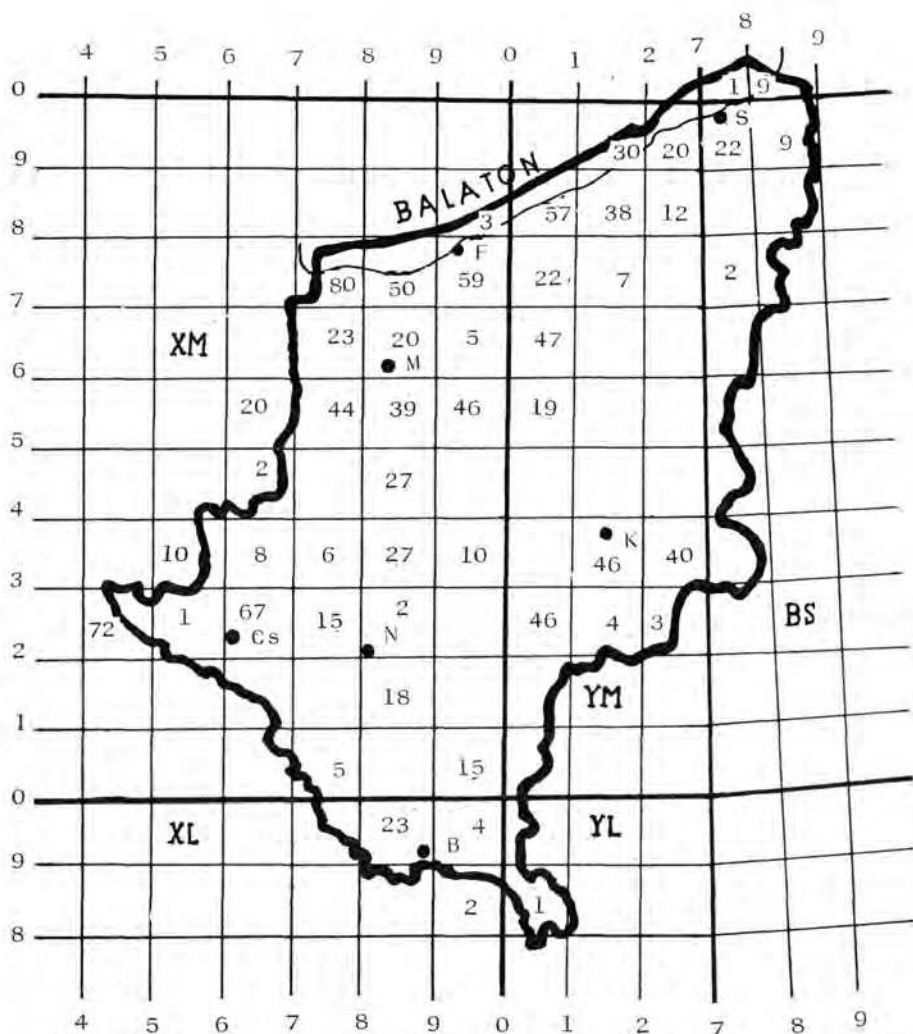 8
4 5 6 7 8 9 0 1 2 7 9
0 1 9
S
9 30 20 22 9
BALATON
8 3 57 38 12
F
80 50 59 22 7 2
7
XM 23 20 5 47
M
6
20 44 39 46 19
5
2 27
4
K
10 8 6 27 10 46 40
3
72 1 67 15 2 46 4 3 BS
Cs N
2
18 YM
1
5 15
0
XL 23 4 YL
B
9
2 1
8
4 5 6 7 8 9 0 1 2 7 8 9